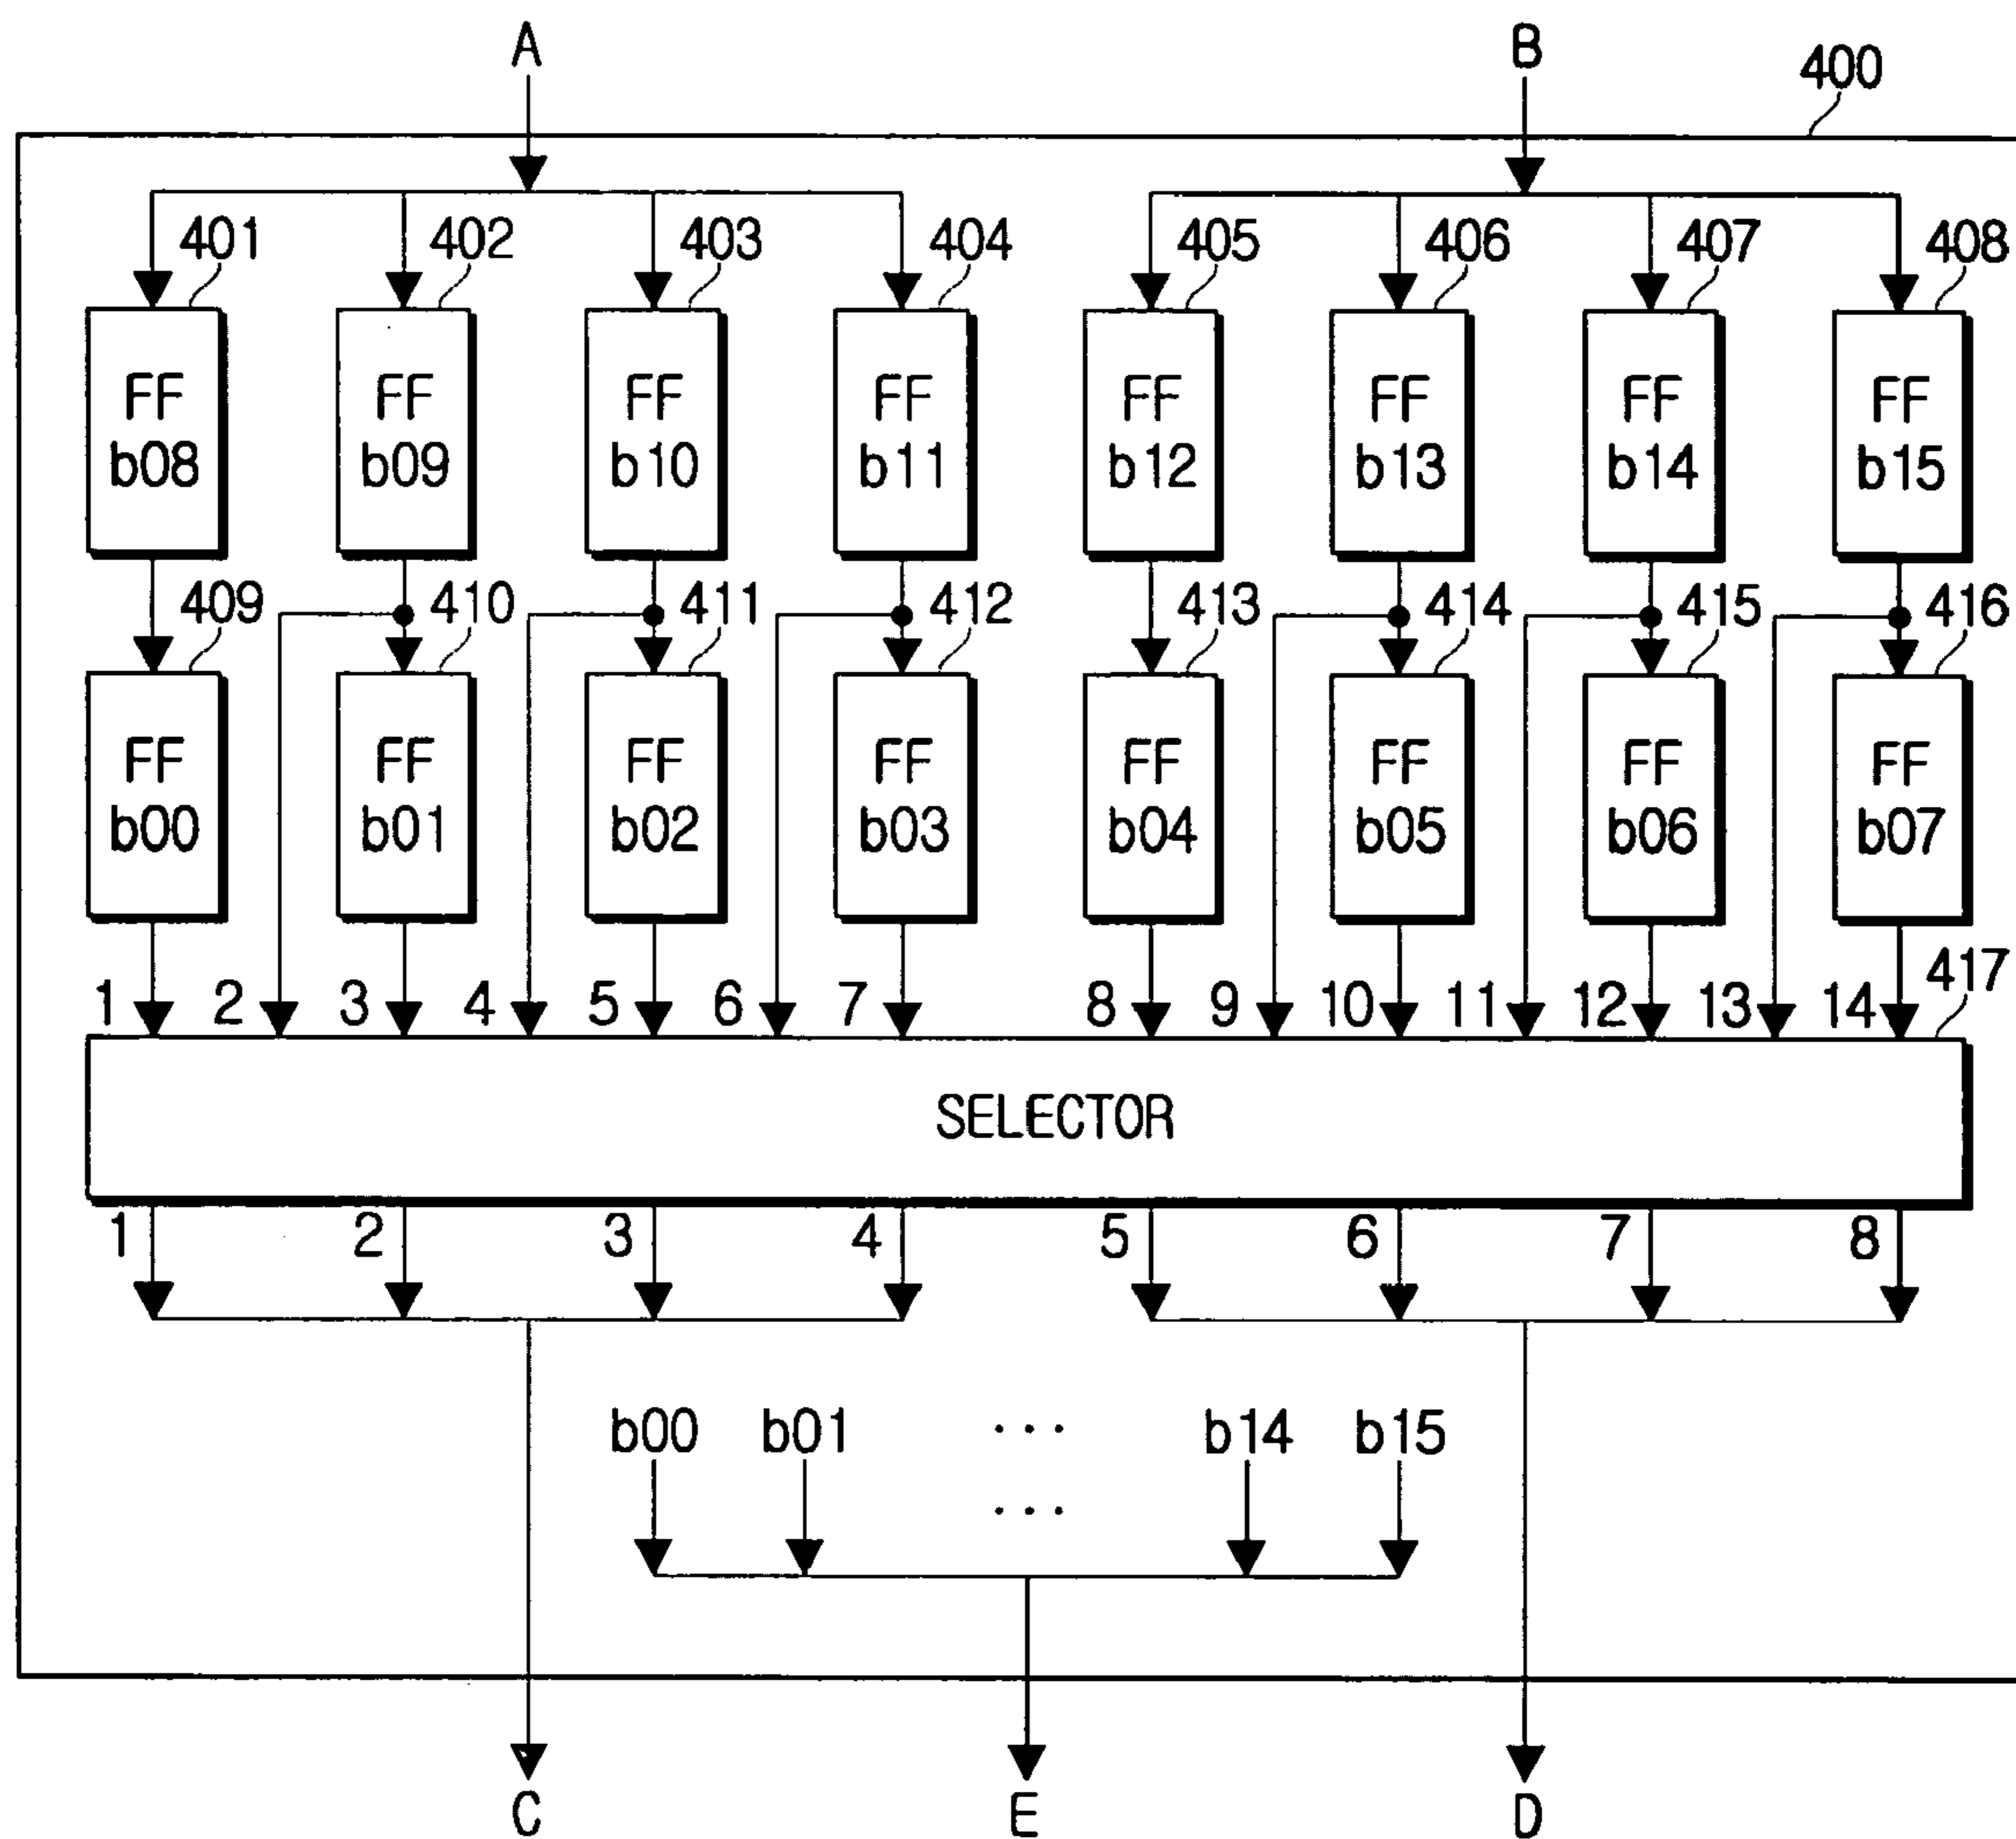 A B 400
401 402 403 404 405 406 407 408
FF FF FF FF FF FF FF FF
b08 b09 b10 b11 b12 b13 b14 b15
409 410 411 412 413 414 415 416
FF FF FF FF FF FF FF FF
b00 b01 b02 b03 b04 b05 b06 b07
417
1 2 3 4 5 6 7 8 9 10 11 12 13 14
SELECTOR
1 2 3 4 5 6 7 8
b00 b01 ... b14 b15
...
C E D